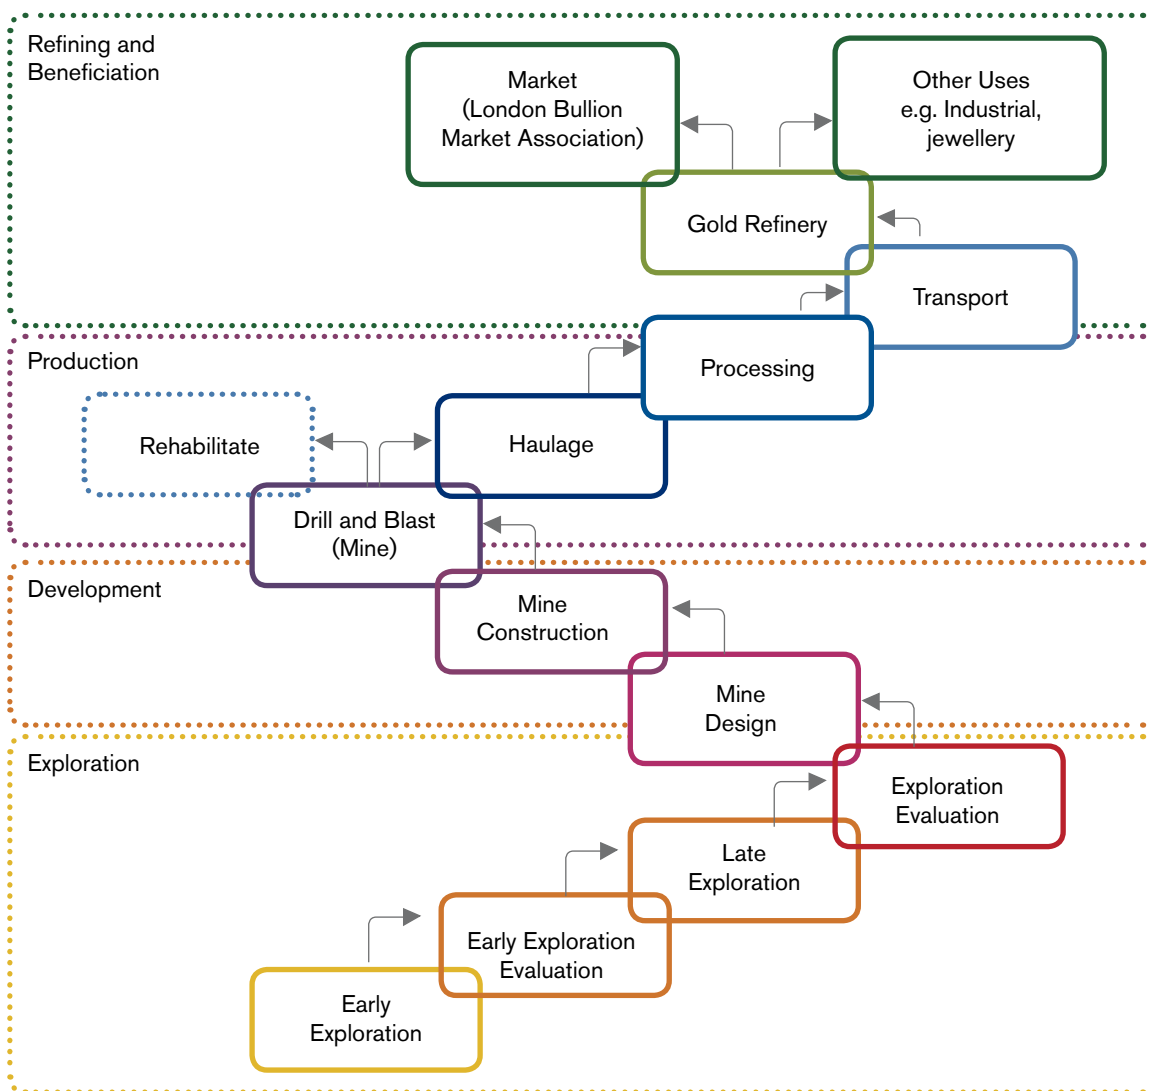 Refining and
Beneficiation
Market
(London Bullion
Market Association)
Other Uses
e.g. Industrial,
jewellery
Gold Refinery
Transport
Production
Processing
Rehabilitate
Haulage
Drill and Blast
(Mine)
Development
Mine
Construction
Mine
Design
Exploration
Exploration
Evaluation
Late
Exploration
Early Exploration
Evaluation
Early
Exploration